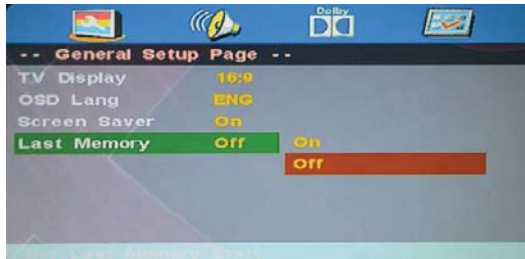 Dolby
-- General Setup Page --
TV Display 16:9
OSD Lang ENG
Screen Saver On
Last Memory Off On
Off